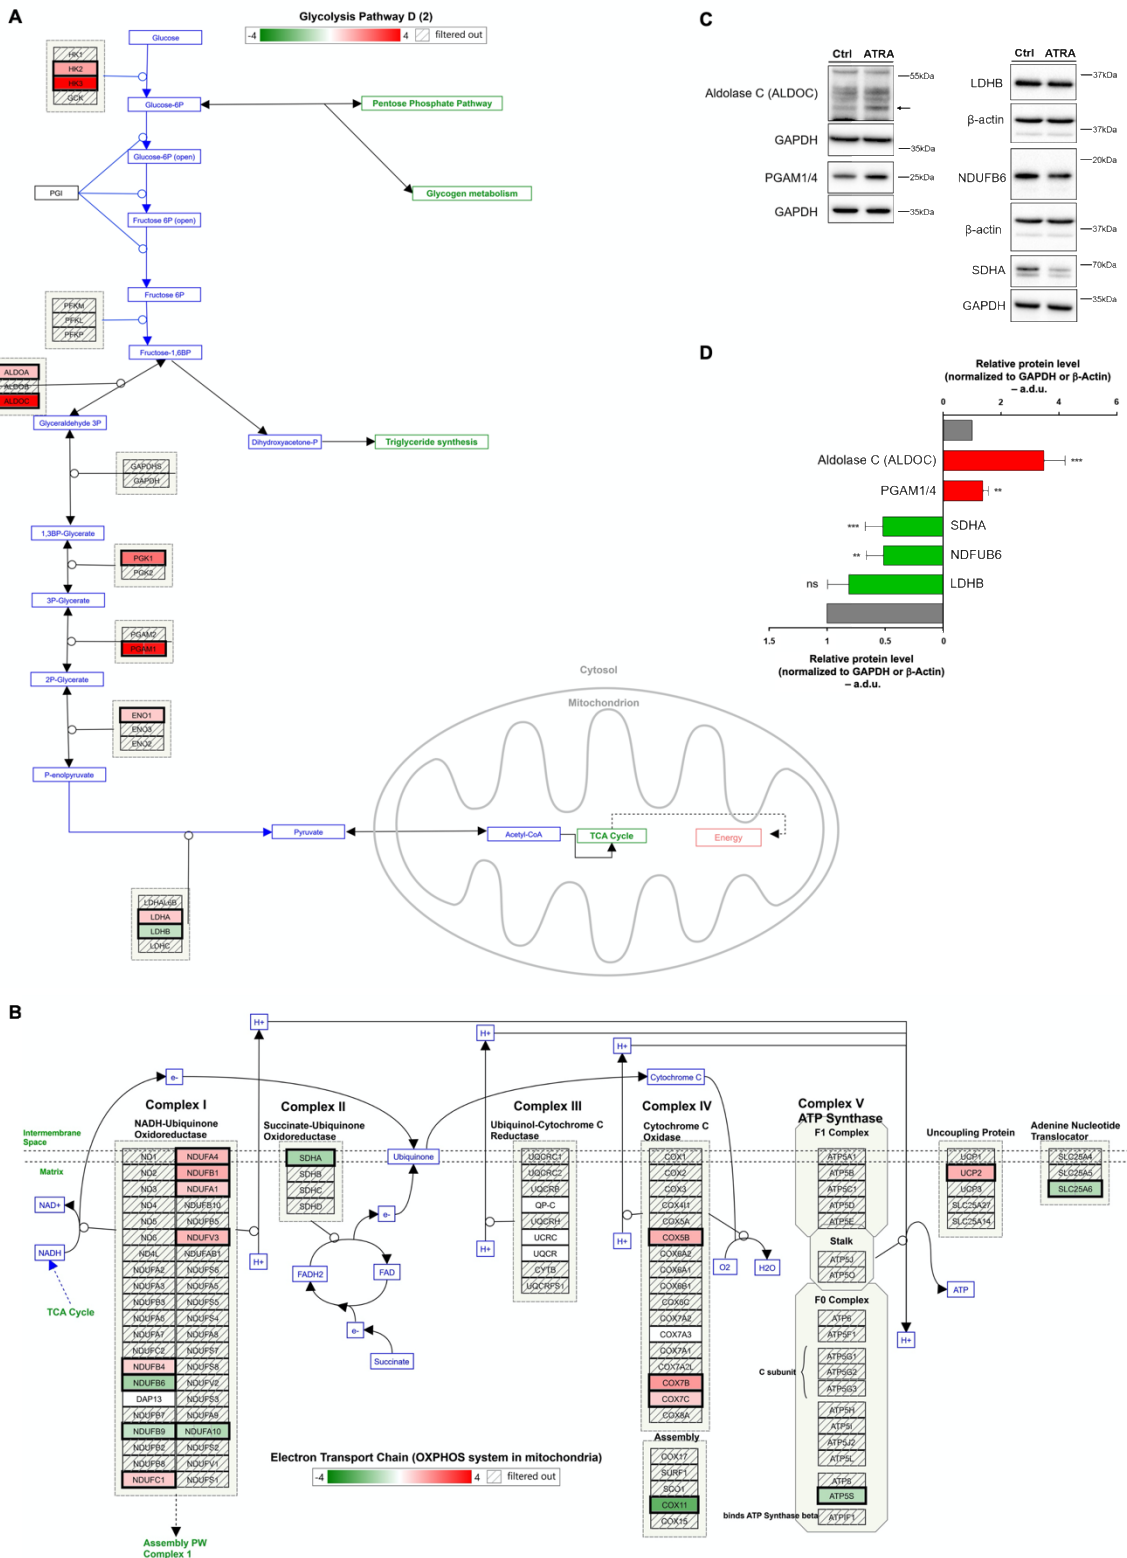 A
Glycolysis Pathway D (2)
-4
4
filtered out
Glucose
HK1
HK2
HK3
GCK
Glucose-6P
Pentose Phosphate Pathway
Glucose-6P (open)
PGI
Glycogen metabolism
Fructose 6P (open)
Fructose 6P
PFKM
PFKL
PFKP
Fructose-1,6BP
ALDOA
ALDOB
ALDOC
Glyceraldehyde 3P
Dihydroxyacetone-P
Triglyceride synthesis
GAPDHS
GAPDH
1,3BP-Glycerate
PGK1
PGK2
3P-Glycerate
PGAM2
PGAM1
2P-Glycerate
ENO1
ENO3
ENO2
P-enolpyruvate
Pyruvate
LDHAL6B
LDHA
LDHB
LDHC
Cytosol
Mitochondrion
Acetyl-CoA
TCA Cycle
Energy
C
Ctrl ATRA
Aldolase C (ALDOC)
55kDa
GAPDH
35kDa
PGAM1/4
25kDa
GAPDH
35kDa
Ctrl ATRA
LDHB
37kDa
β-actin
37kDa
20kDa
NDUFB6
β-actin
37kDa
SDHA
70kDa
GAPDH
35kDa
D
Relative protein level
(normalized to GAPDH or β-Actin)
– a.d.u.
0 2 4 6
Aldolase C (ALDOC)
***
PGAM1/4
**
***
SDHA
**
NDFUB6
ns
LDHB
1.5 1 0.5 0
Relative protein level
(normalized to GAPDH or β-Actin)
– a.d.u.
B
H+
H+
H+
e-
Cytochrome C
Complex I
NADH-Ubiquinone
Oxidoreductase
Complex II
Succinate-Ubiquinone
Oxidoreductase
Complex III
Ubiquinol-Cytochrome C
Reductase
Complex IV
Cytochrome C
Oxidase
Complex V
ATP Synthase
F1 Complex
Uncoupling Protein
Adenine Nucleotide
Translocator
Intermembrane
Space
Matrix
NAD+
NADH
TCA Cycle
ND1 NDUFA4
ND2 NDUFB1
ND3 NDUFA1
ND4 NDUFB10
ND5 NDUFB5
ND6 NDUFV3
ND4L NDUFAB1
NDUFA2 NDUFS6
NDUFA3 NDUFA5
NDUFB3 NDUFS5
NDUFA6 NDUFS4
NDUFA7 NDUFA8
NDUFC2 NDUFS7
NDUFB4 NDUFS8
NDUFB6 NDUFV2
DAP13 NDUFS3
NDUFB7 NDUFA9
NDUFB9 NDUFA10
NDUFB2 NDUFS2
NDUFB8 NDUFV1
NDUFC1 NDUFS1
Assembly PW
Complex 1
H+
SDHA
SDHB
SDHC
SDHD
Ubiquinone
e-
FADH2
FAD
e-
Succinate
UQCRC1
UQCRC2
UQCRB
QP-C
UQCRH
UCRC
UQCR
CYTB
UQCRFS1
H+
COX1
COX2
COX3
COX4I1
COX5A
COX5B
COX6A2
COX6A1
COX6B1
COX6C
COX7A2
COX7A3
COX7A1
COX7A2L
COX7B
COX7C
COX8A
H+
O2
H2O
Assembly
COX17
SURF1
SCO1
COX11
COX15
ATP5A1
ATP5B
ATP5C1
ATP5D
ATP5E
Stalk
ATP5J
ATP5O
F0 Complex
ATP6
ATP5F1
C subunit
ATP5G1
ATP5G2
ATP5G3
ATP5H
ATP5I
ATP5J2
ATP5L
ATP8
ATP5S
binds ATP Synthase beta
ATPIF1
UCP1
UCP2
UCP3
SLC25A27
SLC25A14
SLC25A4
SLC25A5
SLC25A6
ATP
H+
Electron Transport Chain (OXPHOS system in mitochondria)
-4
4
filtered out